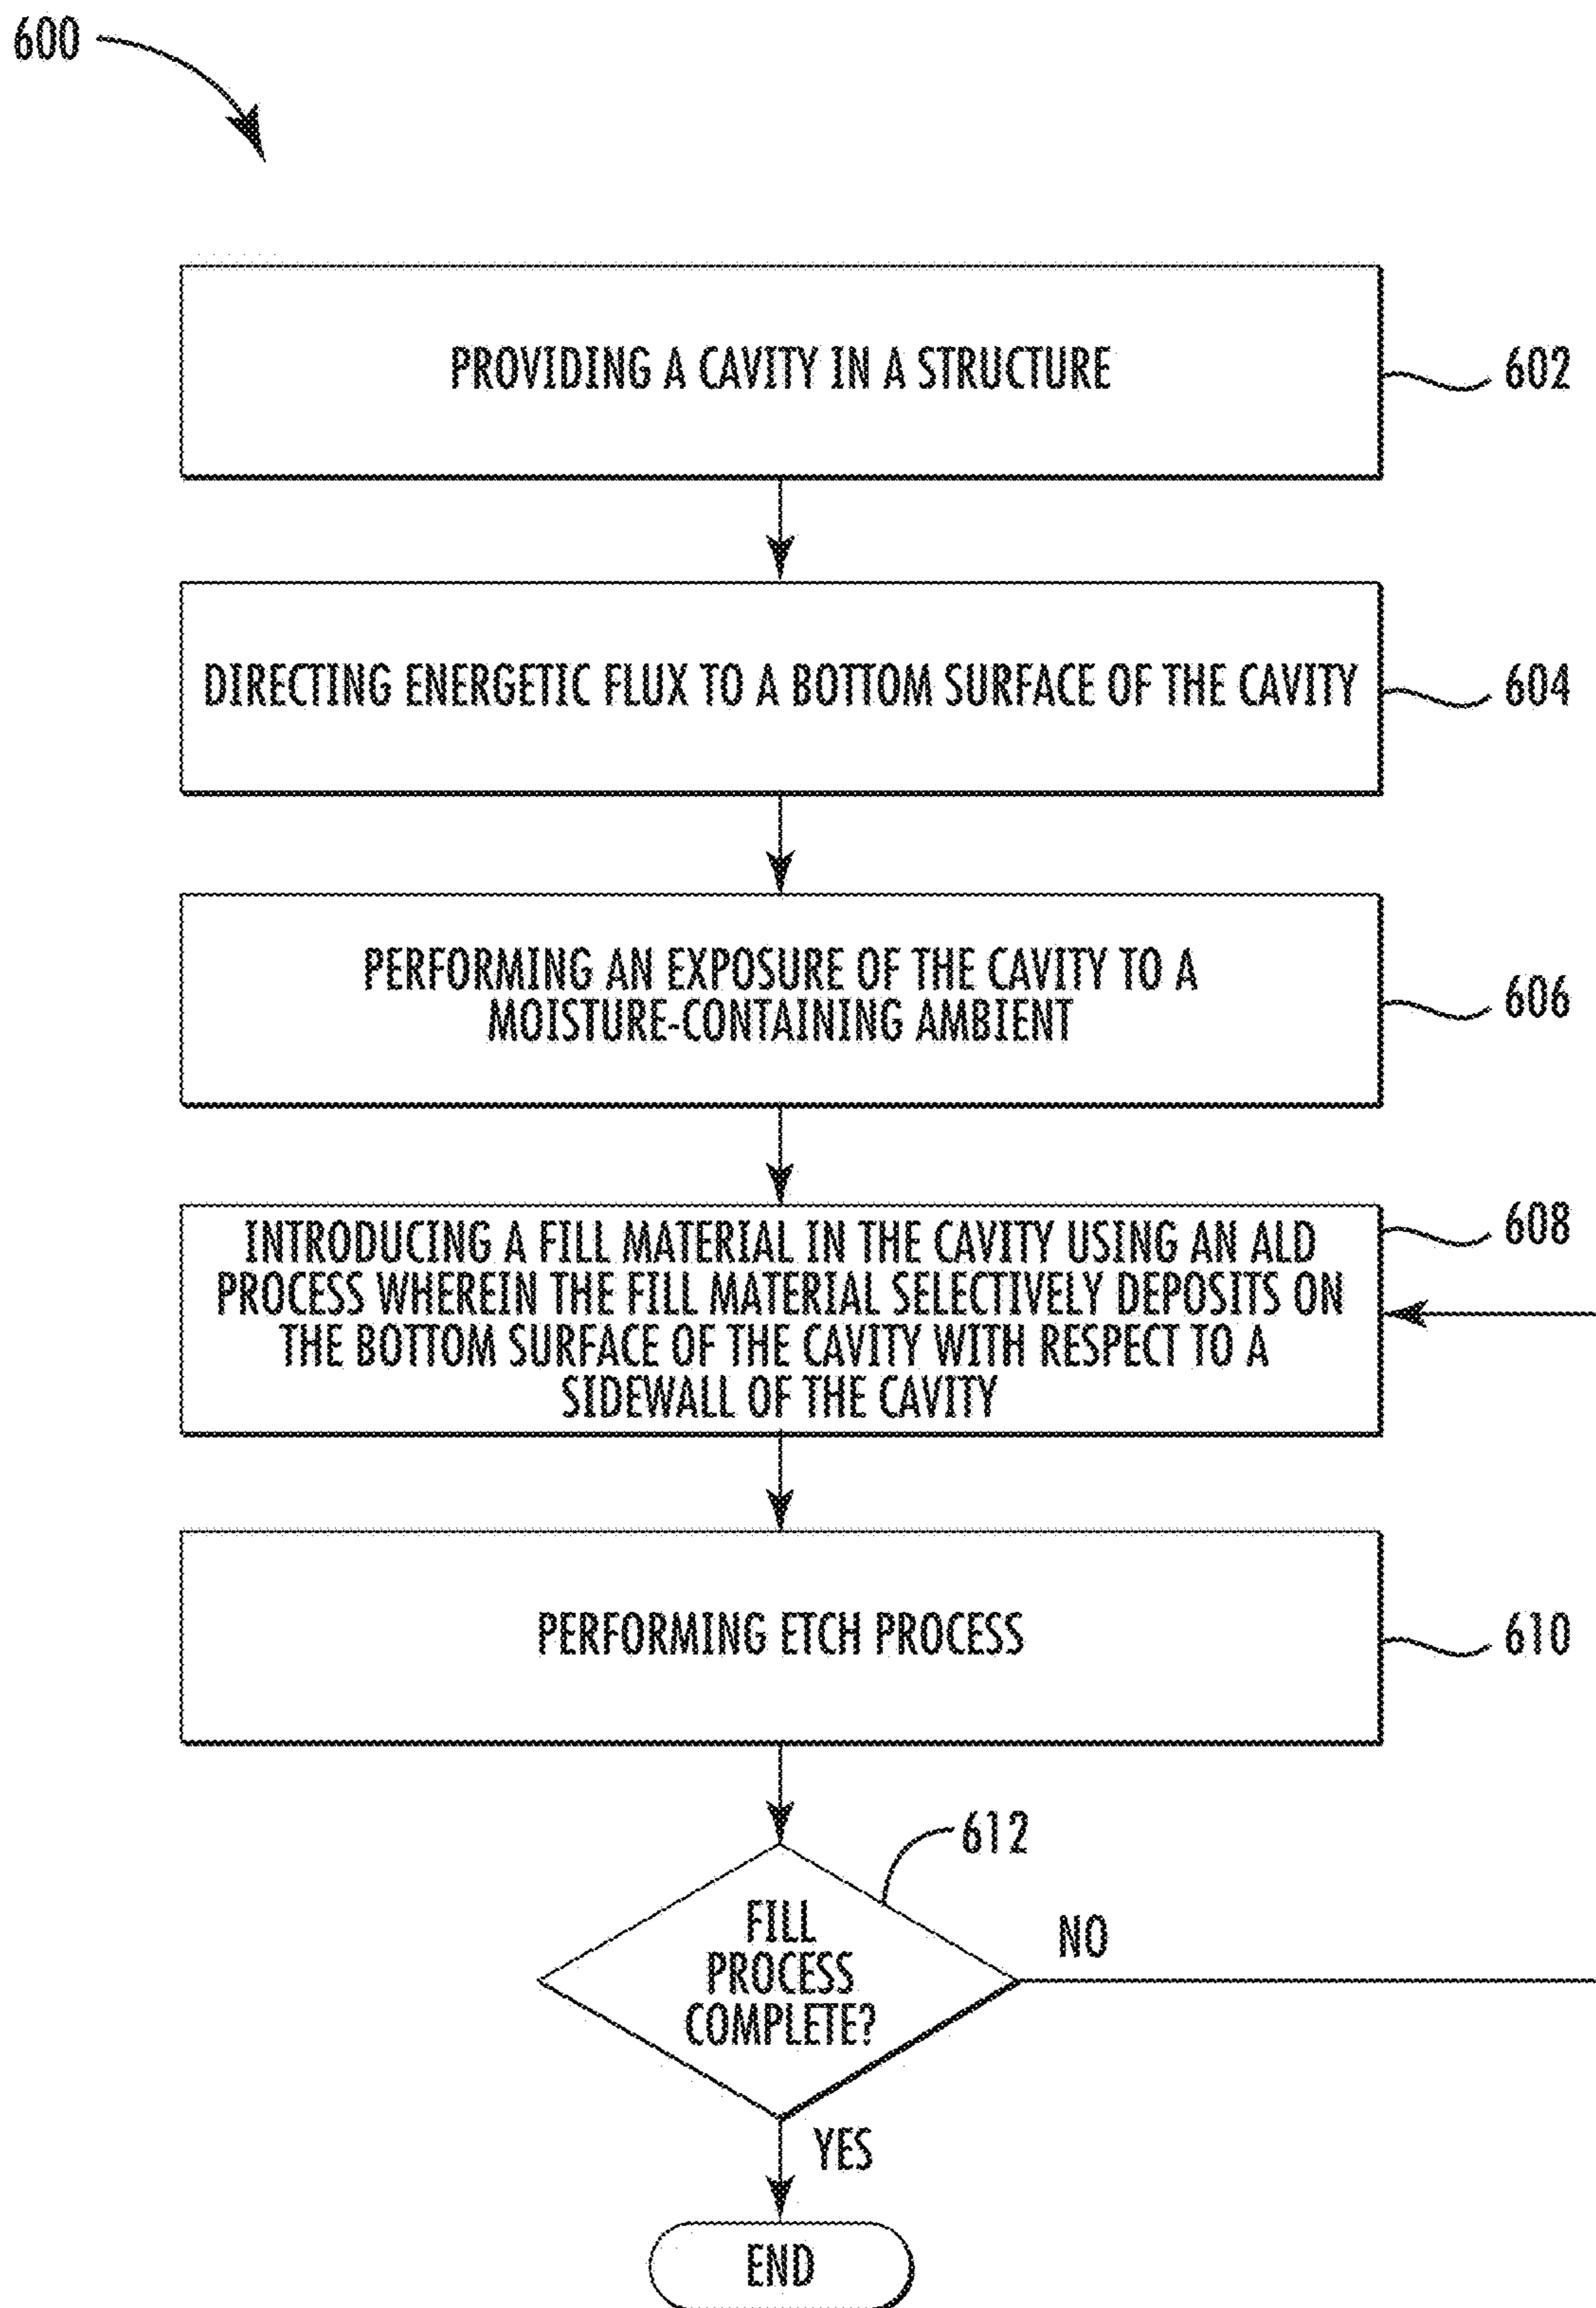 600
PROVIDING A CAVITY IN A STRUCTURE
602
DIRECTING ENERGETIC FLUX TO A BOTTOM SURFACE OF THE CAVITY
604
PERFORMING AN EXPOSURE OF THE CAVITY TO A
MOISTURE-CONTAINING AMBIENT
606
INTRODUCING A FILL MATERIAL IN THE CAVITY USING AN ALD
PROCESS WHEREIN THE FILL MATERIAL SELECTIVELY DEPOSITS ON
THE BOTTOM SURFACE OF THE CAVITY WITH RESPECT TO A
SIDEWALL OF THE CAVITY
608
PERFORMING ETCH PROCESS
610
612
FILL
PROCESS
COMPLETE?
NO
YES
END